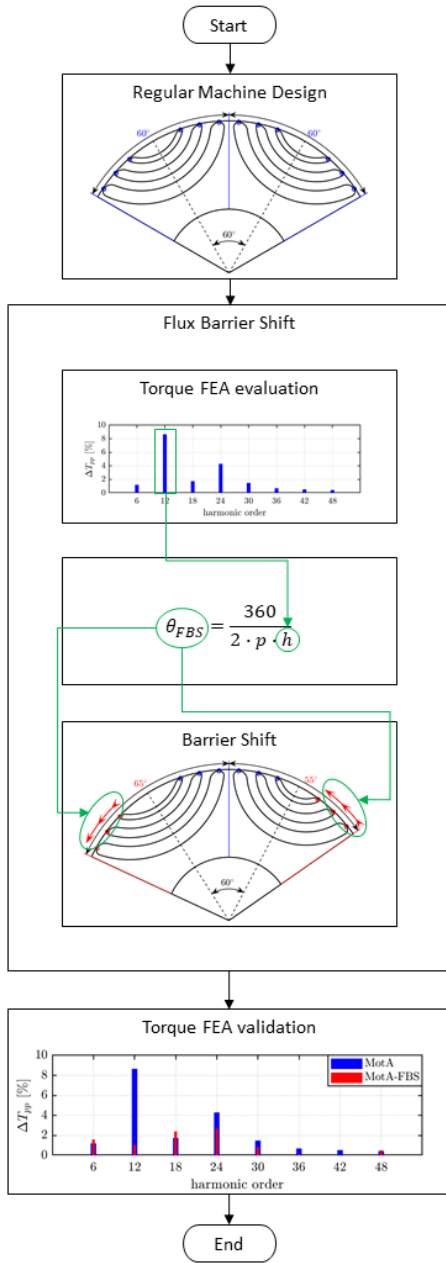 Start
Regular Machine Design
60° 60°
60°
Flux Barrier Shift
Torque FEA evaluation
10
8
6
4
2
0
ΔT_pp [%]
6 12 18 24 30 36 42 48
harmonic order
θ_FBS = 360 / (2 · p · h)
Barrier Shift
65° 55°
60°
Torque FEA validation
10
8
6
4
2
0
ΔT_pp [%]
MotA
MotA-FBS
6 12 18 24 30 36 42 48
harmonic order
End